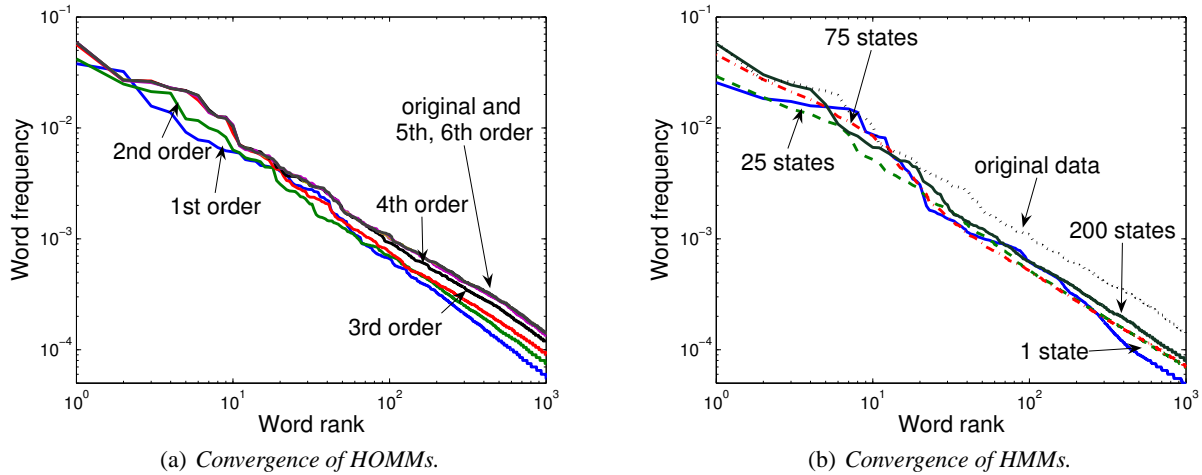 10^-1
10^-2
10^-3
10^-4
Word frequency
10^0 10^1 10^2 10^3
Word rank
2nd order
1st order
original and
5th, 6th order
4th order
3rd order
(a) Convergence of HOMMs.
10^-1
10^-2
10^-3
10^-4
Word frequency
10^0 10^1 10^2 10^3
Word rank
75 states
25 states
original data
200 states
1 state
(b) Convergence of HMMs.